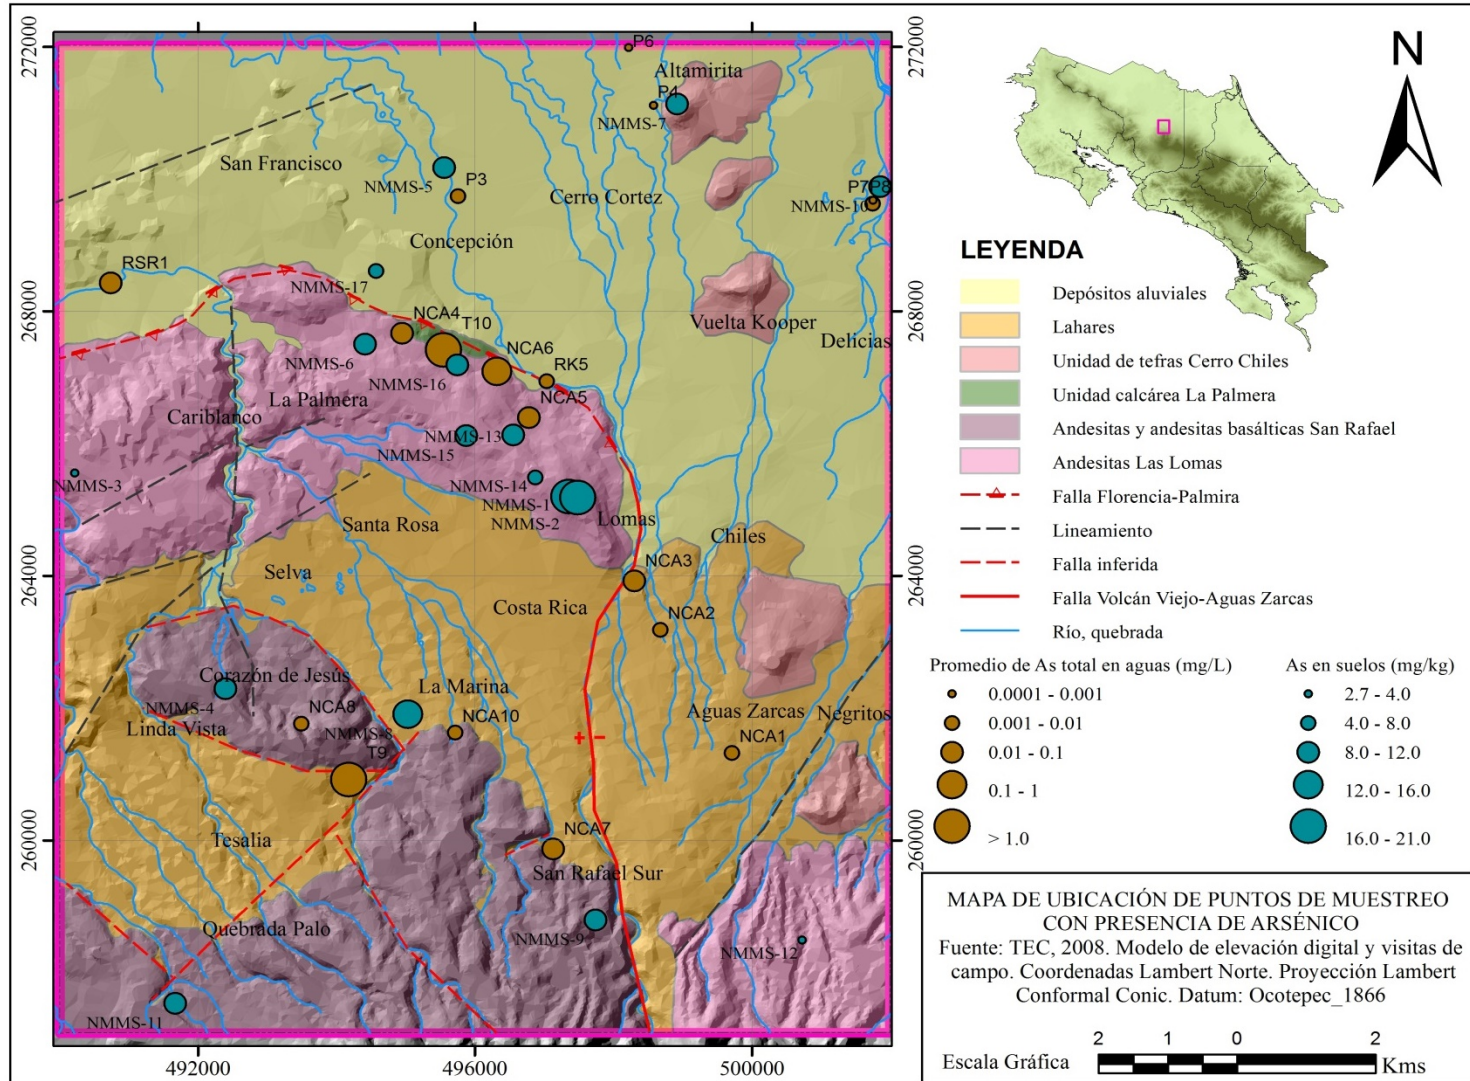 492000
496000
500000
272000
268000
264000
260000
272000
268000
264000
260000
P6
Altamirita
P4
NMMS-7
San Francisco
NMMS-5
P3
Cerro Cortez
P7P8
NMMS-10
Concepción
RSR1
NMMS-17
NCA4
T10
Vuelta Kooper
Delicias
NMMS-6
NCA6
RK5
NMMS-16
La Palmera
NCA5
Cariblanco
NMMS-13
NMMS-15
NMMS-3
NMMS-14
NMMS-1
NMMS-2
Lomas
Santa Rosa
Chiles
Selva
NCA3
Costa Rica
NCA2
Corazón de Jesús
La Marina
NMMS-4
NCA8
NCA10
Aguas Zarcas
Negritos
Linda Vista
NMMS-8
T9
NCA1
Tesalia
NCA7
San Rafael Sur
Quebrada Palo
NMMS-9
NMMS-12
NMMS-11
N
LEYENDA
Depósitos aluviales
Lahares
Unidad de tefras Cerro Chiles
Unidad calcárea La Palmera
Andesitas y andesitas basálticas San Rafael
Andesitas Las Lomas
Falla Florencia-Palmira
Lineamiento
Falla inferida
Falla Volcán Viejo-Aguas Zarcas
Río, quebrada
Promedio de As total en aguas (mg/L)
0.0001 - 0.001
0.001 - 0.01
0.01 - 0.1
0.1 - 1
> 1.0
As en suelos (mg/kg)
2.7 - 4.0
4.0 - 8.0
8.0 - 12.0
12.0 - 16.0
16.0 - 21.0
MAPA DE UBICACIÓN DE PUNTOS DE MUESTREO
CON PRESENCIA DE ARSÉNICO
Fuente: TEC, 2008. Modelo de elevación digital y visitas de
campo. Coordenadas Lambert Norte. Proyección Lambert
Conformal Conic. Datum: Ocotepec_1866
2 1 0 2
Escala Gráfica Kms